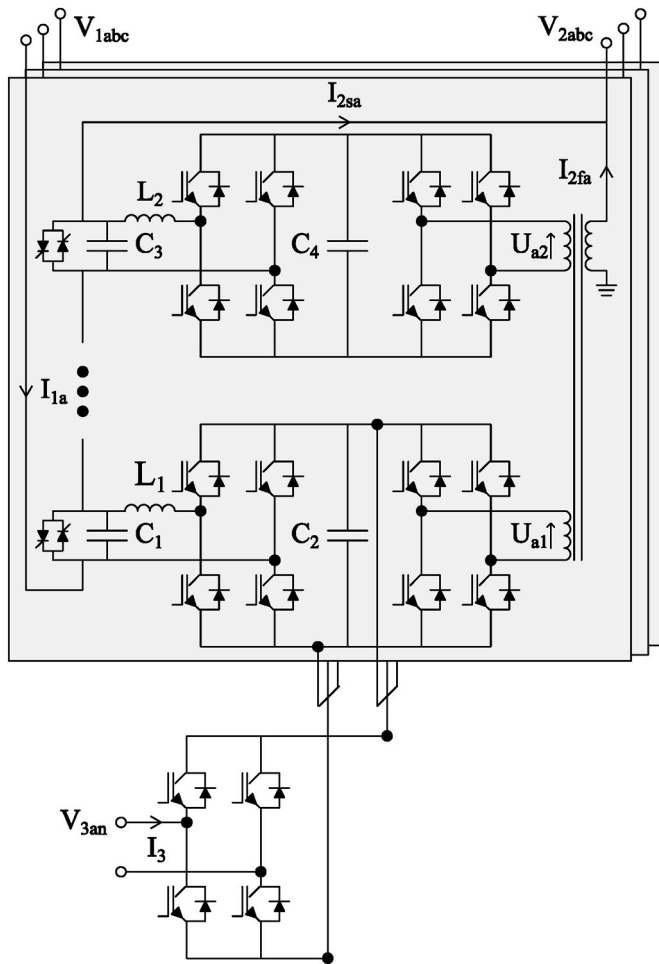 V1abc
V2abc
I2sa
I2fa
L2
C3
C4
Ua2
I1a
L1
C1
C2
Ua1
V3an
I3